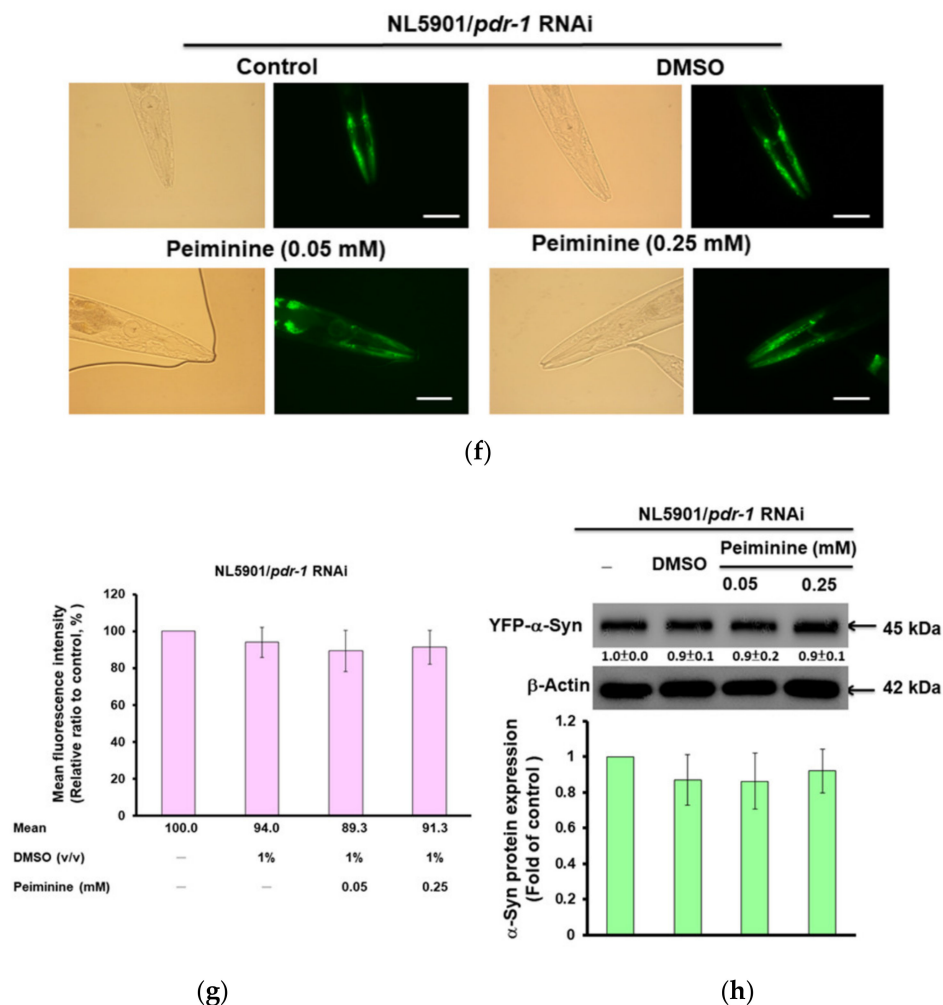 NL5901/pdr-1 RNAi
Control
DMSO
Peiminine (0.05 mM)
Peiminine (0.25 mM)
(f)
NL5901/pdr-1 RNAi
Mean fluorescence intensity
(Relative ratio to control, %)
120
100
80
60
40
20
0
Mean 100.0 94.0 89.3 91.3
DMSO (v/v) — 1% 1% 1%
Peiminine (mM) — — 0.05 0.25
(g)
NL5901/pdr-1 RNAi
Peiminine (mM)
– DMSO 0.05 0.25
YFP-α-Syn 45 kDa
1.0±0.0 0.9±0.1 0.9±0.2 0.9±0.1
β-Actin 42 kDa
α-Syn protein expression
(Fold of control )
1.2
1
0.8
0.6
0.4
0.2
0
(h)